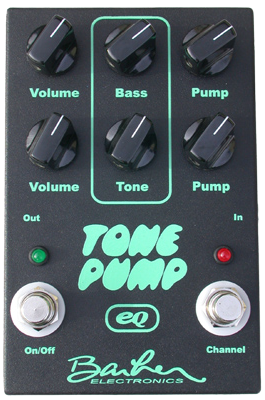 Volume Bass Pump
Volume Tone Pump
Out In
TONE
PUMP
eQ
On/Off Channel
Barber
ELECTRONICS